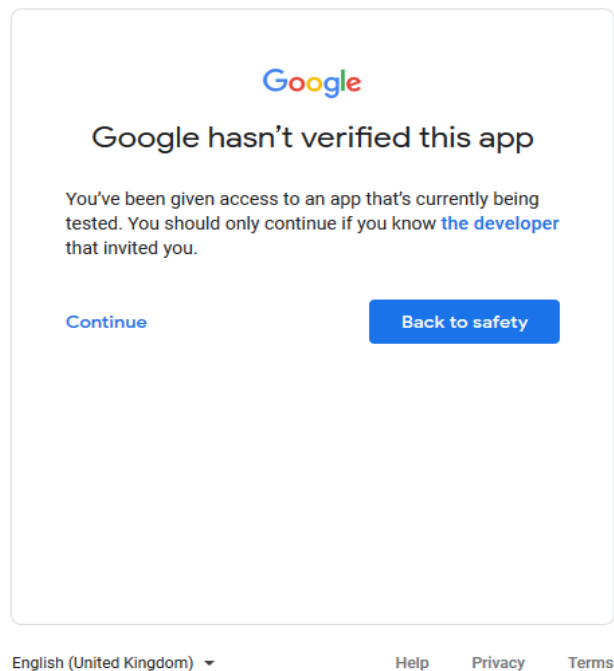 Google
Google hasn't verified this app
You've been given access to an app that's currently being
tested. You should only continue if you know the developer
that invited you.
Continue
Back to safety
English (United Kingdom)
Help
Privacy
Terms